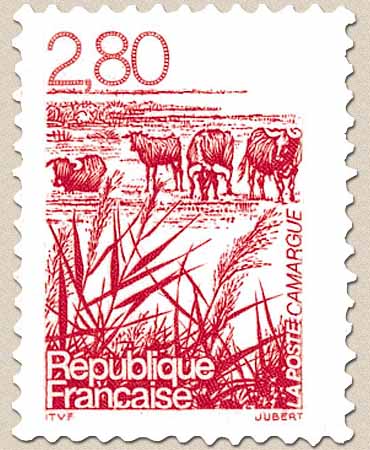 2,80
LA POSTE CAMARGUE
République
Française
ITVF
JUBERT